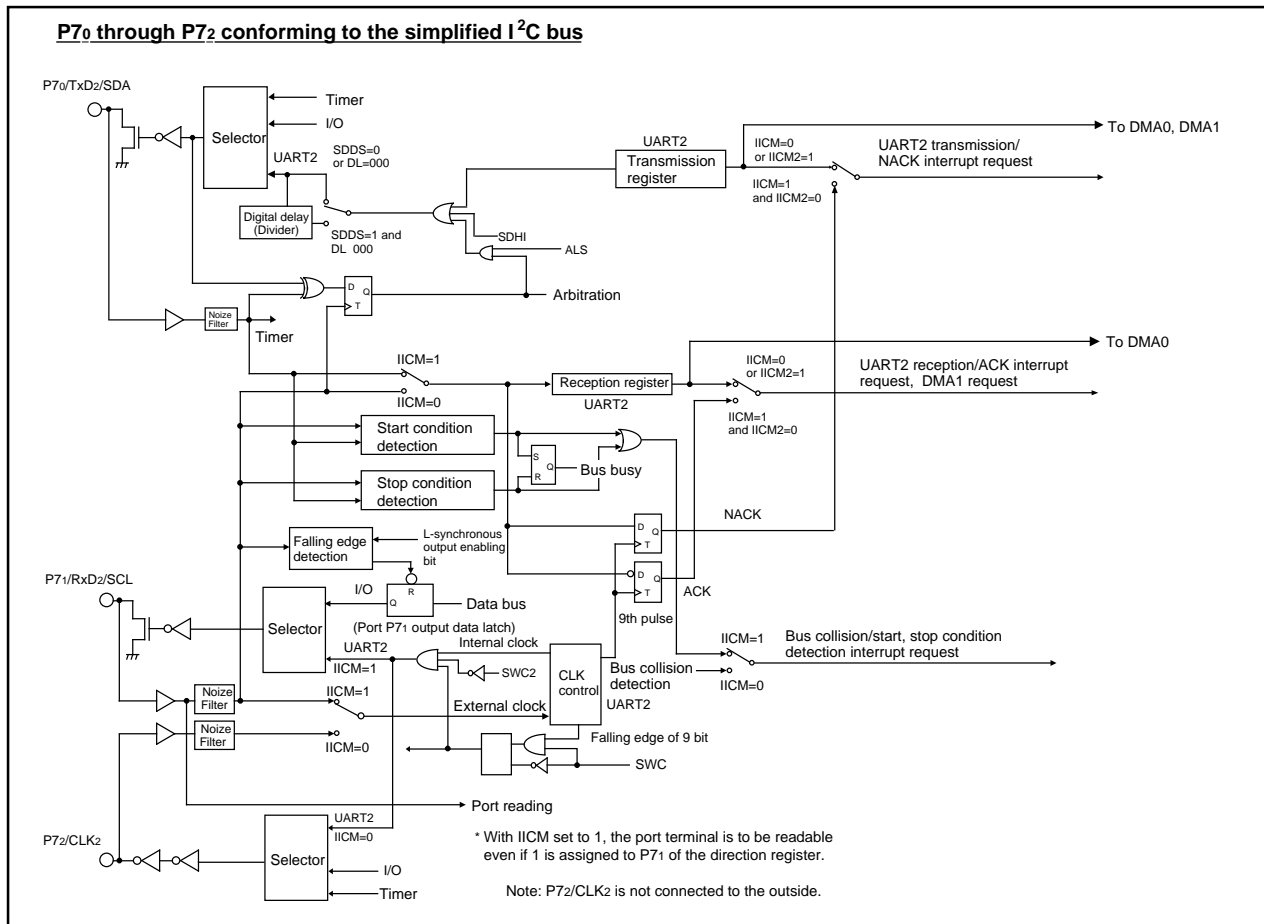 P70 through P72 conforming to the simplified I2C bus
P70/TxD2/SDA
Timer
I/O
Selector
UART2
SDDS=0
or DL=000
Digital delay
(Divider)
SDDS=1 and
DL 000
UART2
Transmission
register
SDHI
ALS
IICM=0
or IICM2=1
IICM=1
and IICM2=0
To DMA0, DMA1
UART2 transmission/
NACK interrupt request
D
Q
T
Arbitration
Noize
Filter
Timer
IICM=1
IICM=0
Reception register
UART2
To DMA0
IICM=0
or IICM2=1
UART2 reception/ACK interrupt
request, DMA1 request
IICM=1
and IICM2=0
Start condition
detection
S
R
Q
Bus busy
Stop condition
detection
NACK
D
Q
T
Falling edge
detection
L-synchronous
output enabling
bit
D
Q
T
ACK
9th pulse
P71/RxD2/SCL
I/O
R
Q
Data bus
(Port P71 output data latch)
Selector
UART2
IICM=1
Internal clock
SWC2
CLK
control
UART2
Bus collision
detection
IICM=1
IICM=0
Bus collision/start, stop condition
detection interrupt request
Noize
Filter
IICM=1
External clock
Noize
Filter
IICM=0
Falling edge of 9 bit
SWC
Port reading
P72/CLK2
UART2
IICM=0
Selector
I/O
Timer
* With IICM set to 1, the port terminal is to be readable
even if 1 is assigned to P71 of the direction register.
Note: P72/CLK2 is not connected to the outside.